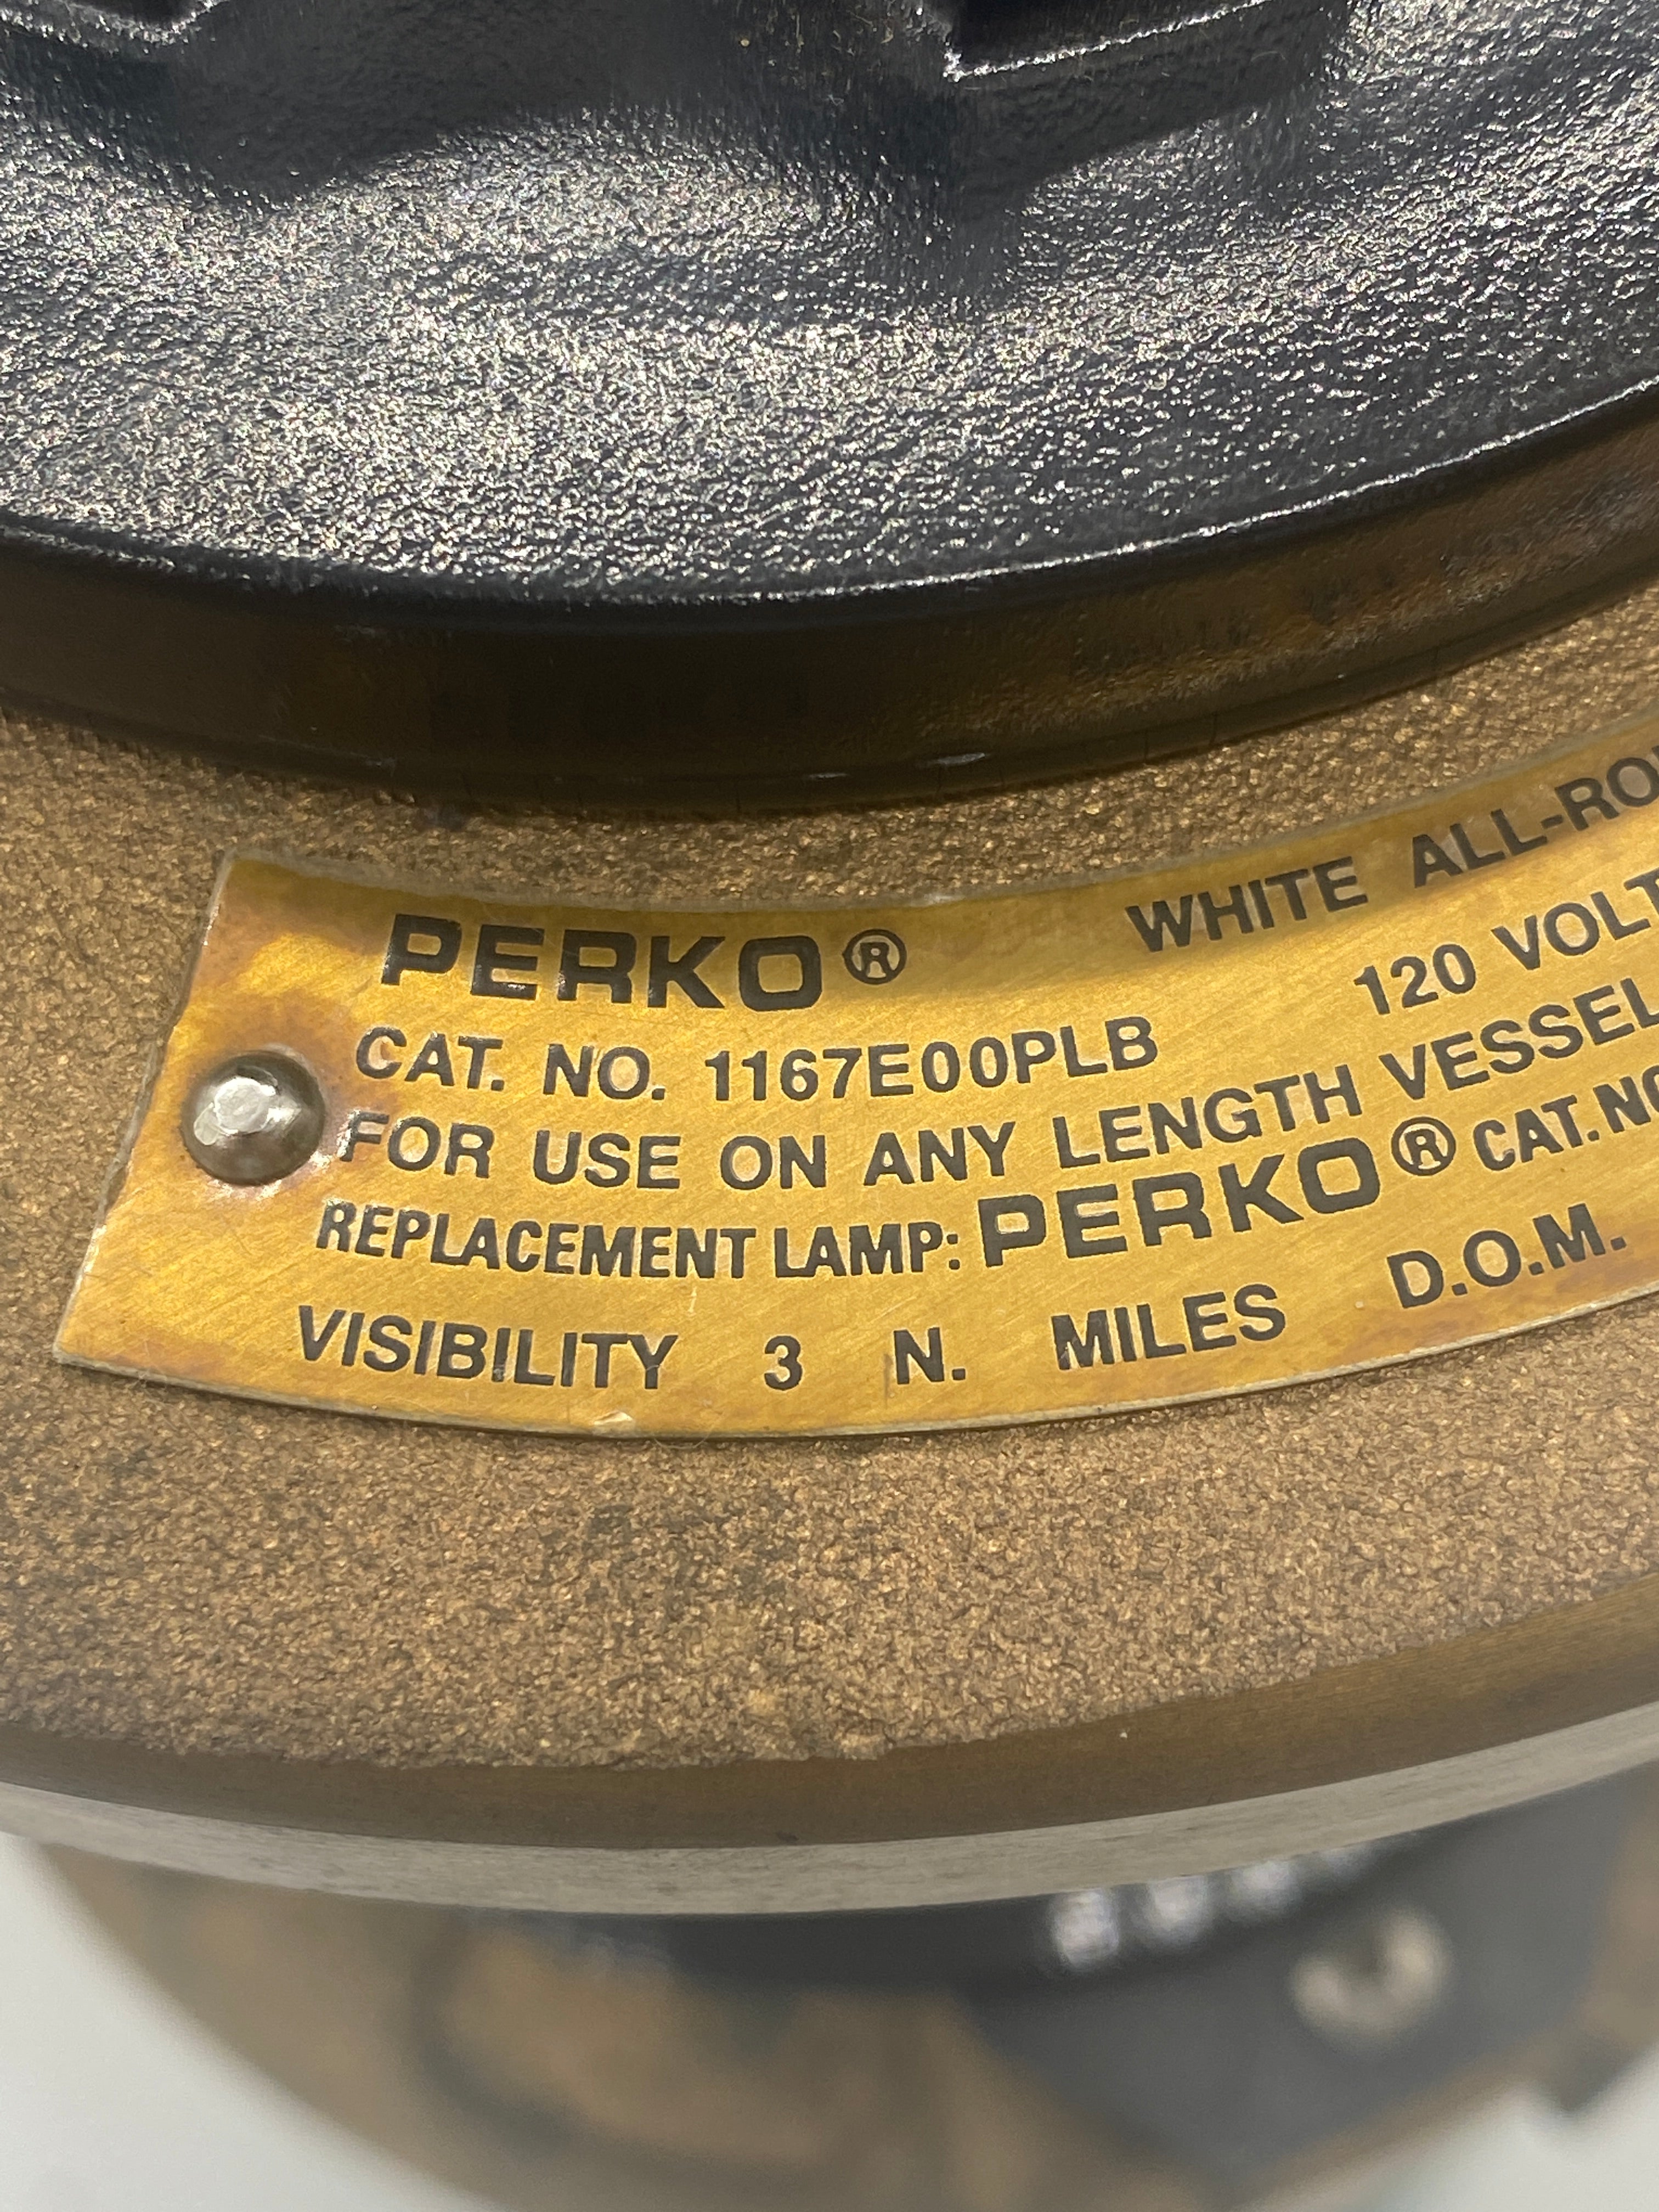 PERKO® WHITE ALL-RO
CAT. NO. 1167E00PLB 120 VOLT
FOR USE ON ANY LENGTH VESSEL
REPLACEMENT LAMP: PERKO® CAT. NO
VISIBILITY 3 N. MILES D.O.M.